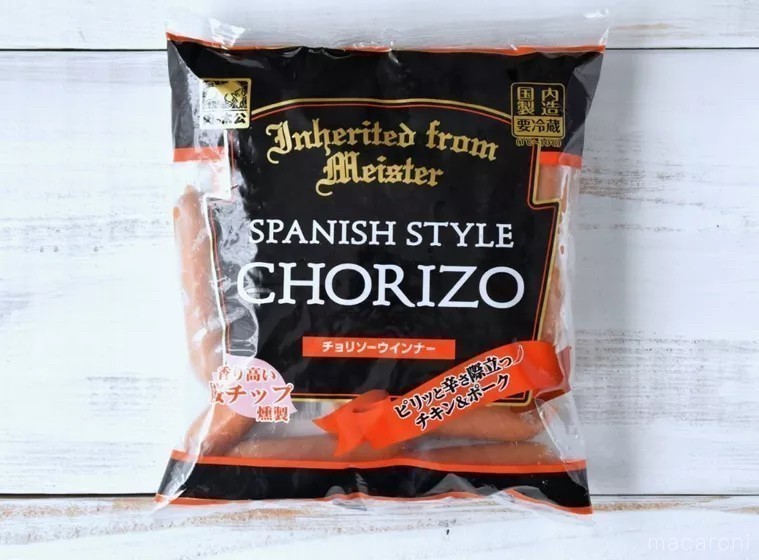 国内
製造
要冷蔵
Inherited from
Meister
SPANISH STYLE
CHORIZO
チョリソーウインナー
香り高い
桜チップ
燻製
ピリッと辛さ際立つ
チキン&ポーク
macaroni